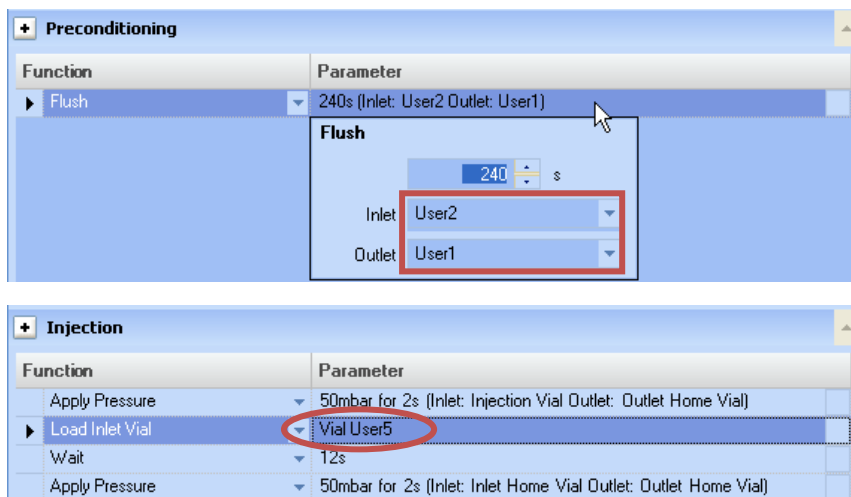 Preconditioning
Function Parameter
Flush 240s (Inlet: User2 Outlet: User1)
Flush
240 s
Inlet User2
Outlet User1
Injection
Function Parameter
Apply Pressure 50mbar for 2s (Inlet: Injection Vial Outlet: Outlet Home Vial)
Load Inlet Vial Vial User5
Wait 12s
Apply Pressure 50mbar for 2s (Inlet: Inlet Home Vial Outlet: Outlet Home Vial)